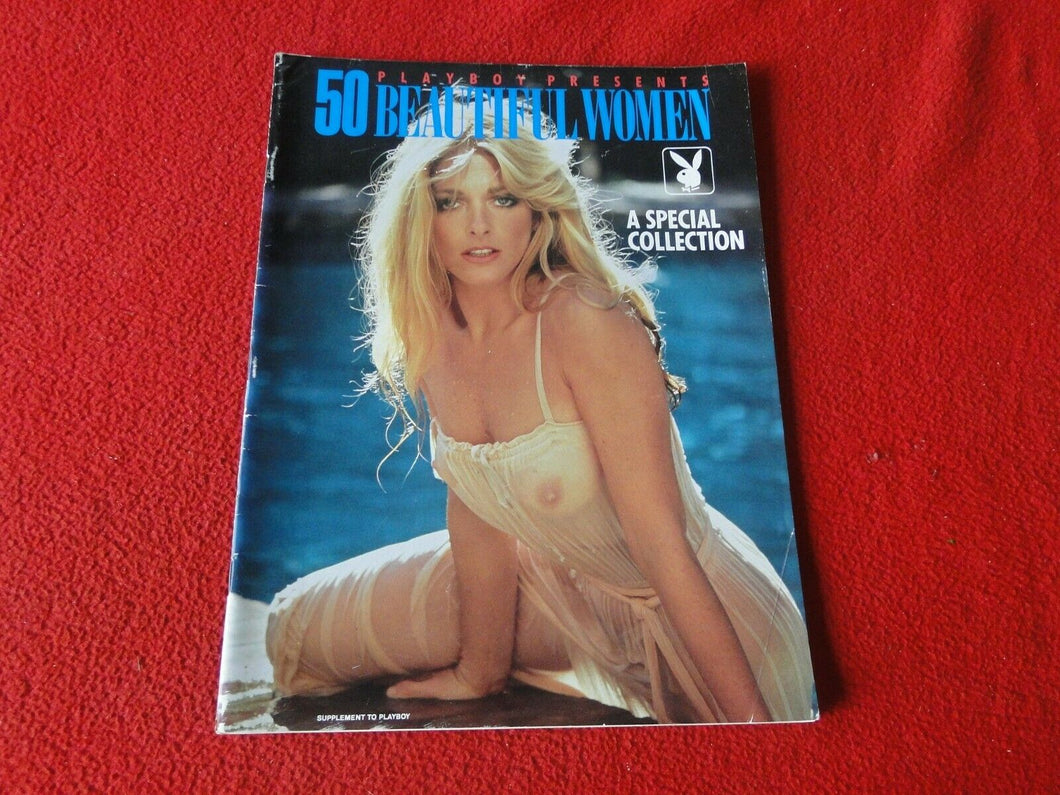 PLAYBOY PRESENTS
50 BEAUTIFUL WOMEN
A SPECIAL
COLLECTION
SUPPLEMENT TO PLAYBOY